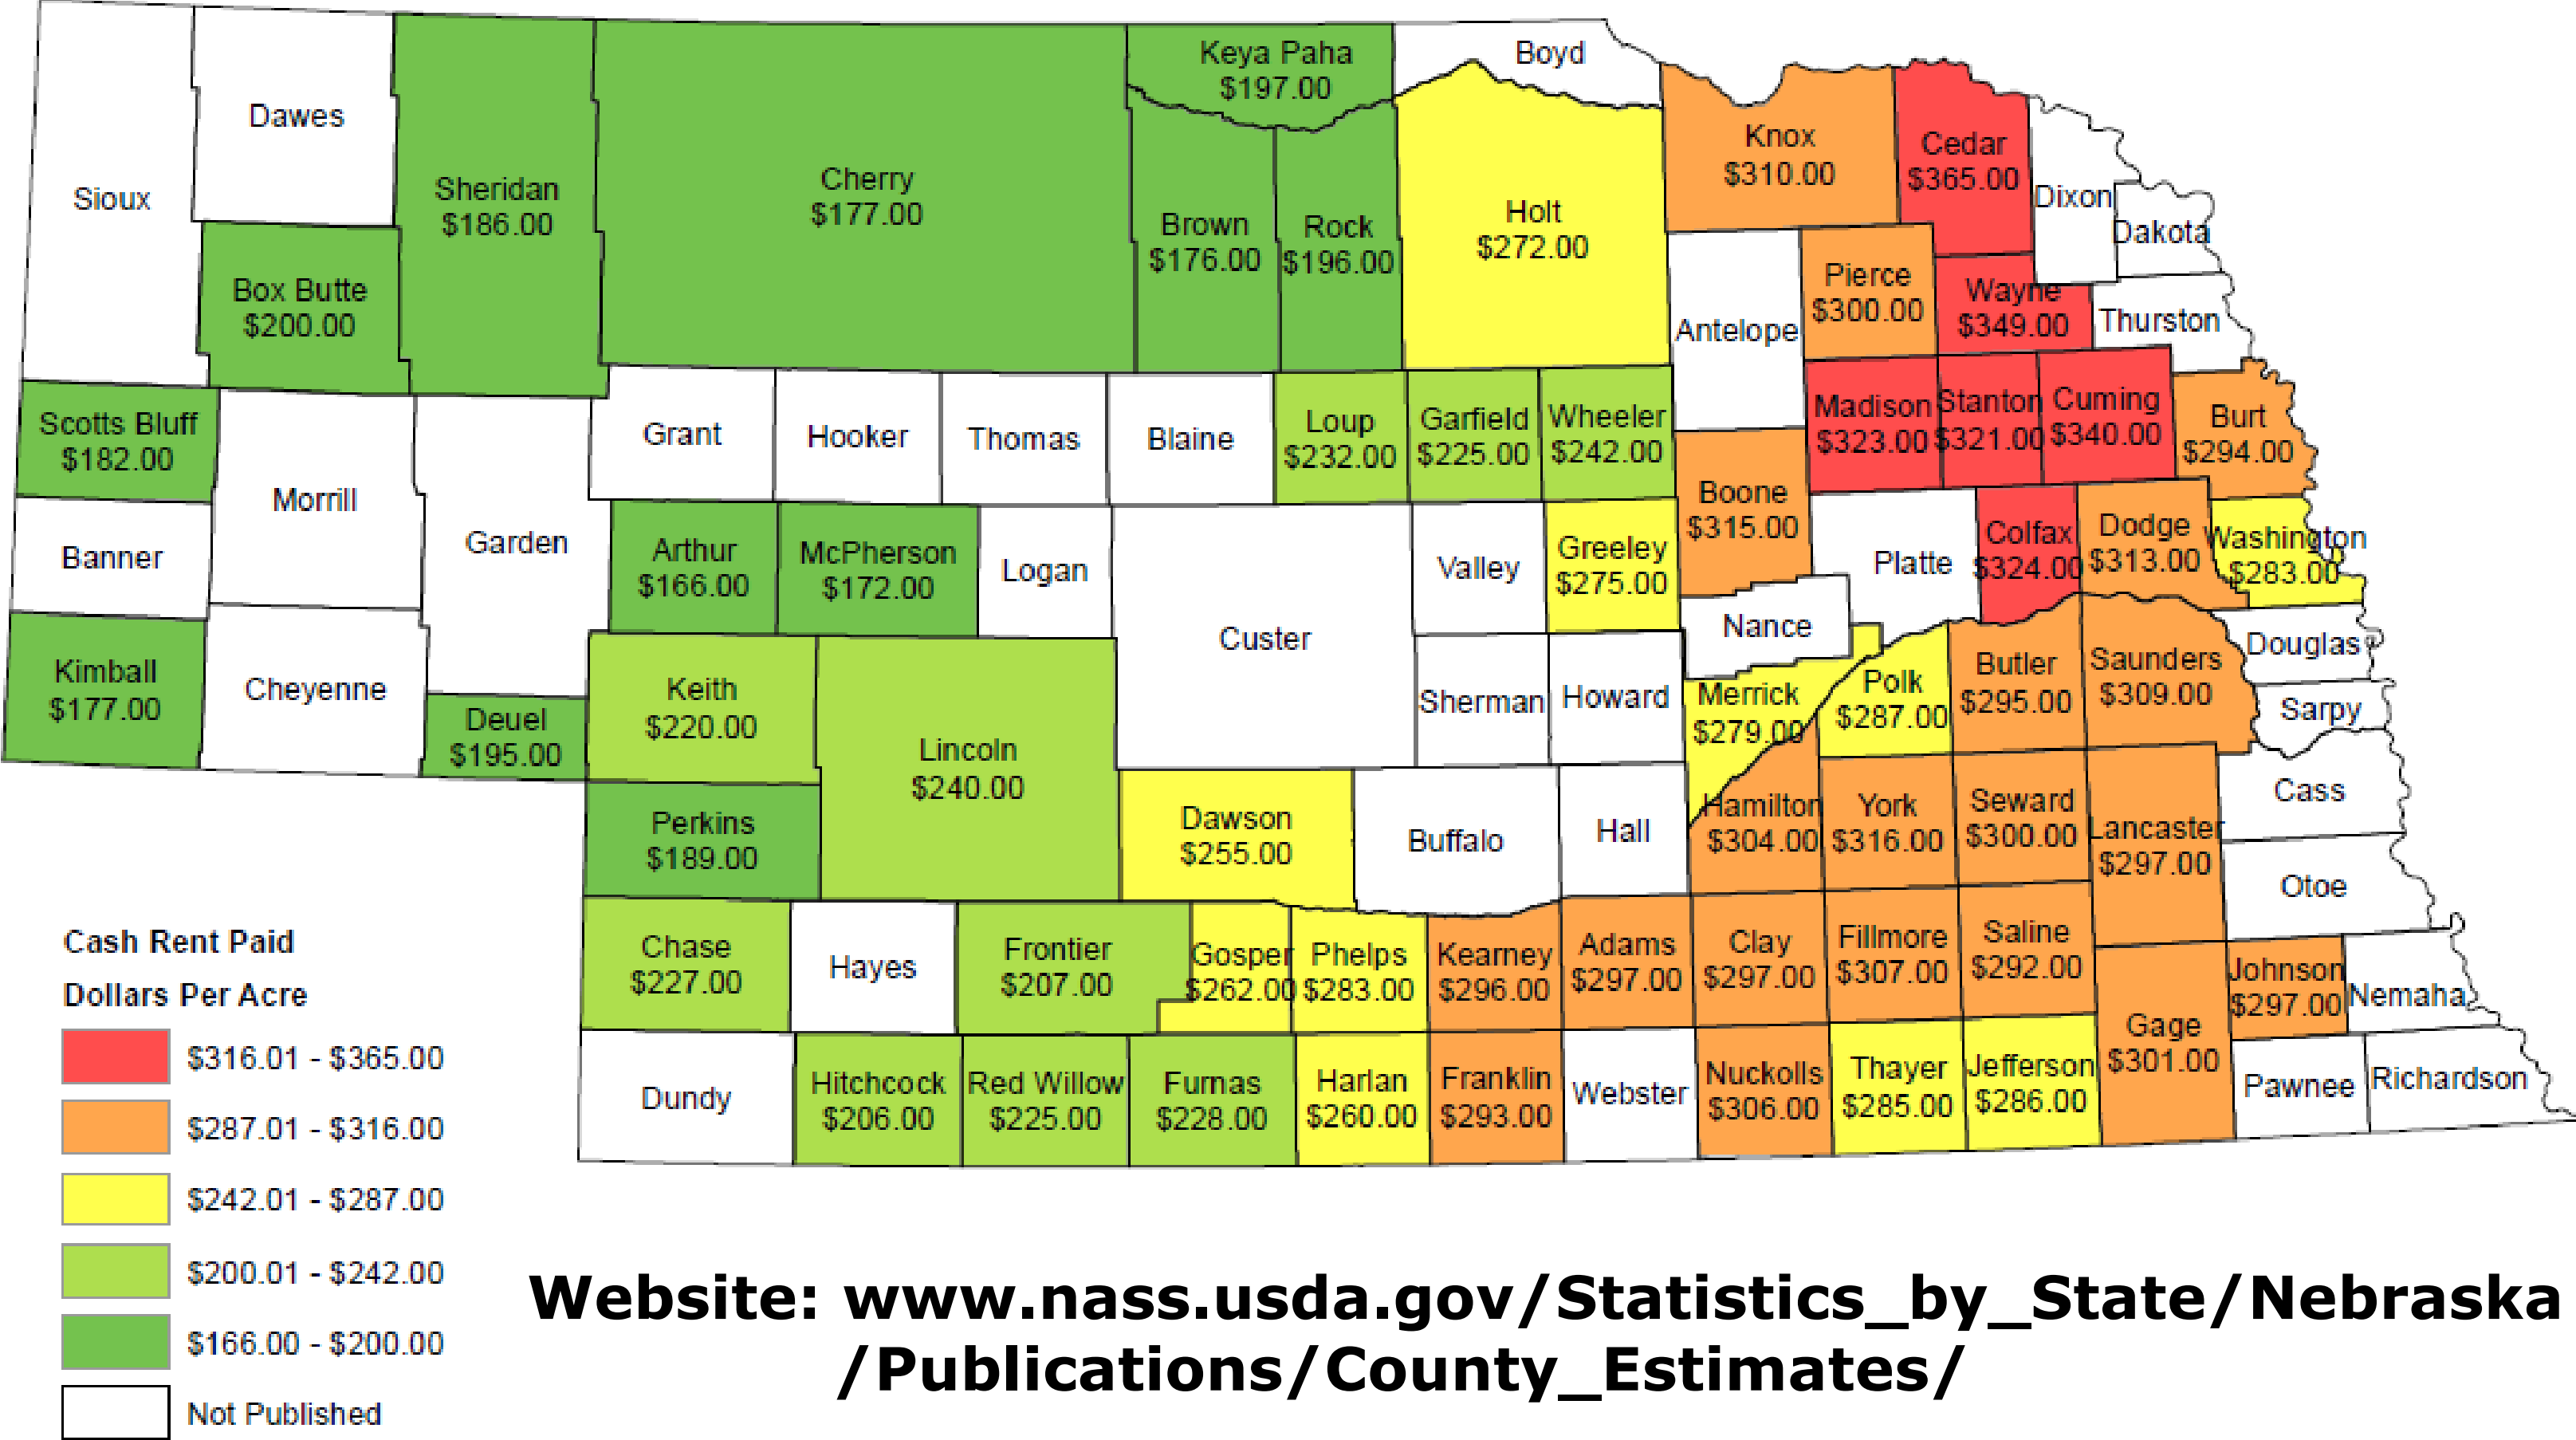 Keya Paha
$197.00
Boyd
Dawes
Knox
$310.00
Cedar
$365.00
Sioux
Sheridan
$186.00
Cherry
$177.00
Brown
$176.00
Rock
$196.00
Holt
$272.00
Dixon
Dakota
Box Butte
$200.00
Pierce
$300.00
Wayne
$349.00
Antelope
Thurston
Scotts Bluff
$182.00
Grant
Hooker
Thomas
Blaine
Loup
$232.00
Garfield
$225.00
Wheeler
$242.00
Madison
$323.00
Stanton
$321.00
Cuming
$340.00
Burt
$294.00
Morrill
Boone
$315.00
Banner
Garden
Arthur
$166.00
McPherson
$172.00
Logan
Valley
Greeley
$275.00
Platte
Colfax
$324.00
Dodge
$313.00
Washington
$283.00
Custer
Nance
Douglas
Kimball
$177.00
Cheyenne
Deuel
$195.00
Keith
$220.00
Lincoln
$240.00
Sherman
Howard
Merrick
$279.00
Polk
$287.00
Butler
$295.00
Saunders
$309.00
Sarpy
Perkins
$189.00
Dawson
$255.00
Buffalo
Hall
Hamilton
$304.00
York
$316.00
Seward
$300.00
Lancaster
$297.00
Cass
Otoe
Chase
$227.00
Hayes
Frontier
$207.00
Gosper
$262.00
Phelps
$283.00
Kearney
$296.00
Adams
$297.00
Clay
$297.00
Fillmore
$307.00
Saline
$292.00
Johnson
$297.00
Nemaha
Gage
$301.00
Dundy
Hitchcock
$206.00
Red Willow
$225.00
Furnas
$228.00
Harlan
$260.00
Franklin
$293.00
Webster
Nuckolls
$306.00
Thayer
$285.00
Jefferson
$286.00
Pawnee
Richardson
Cash Rent Paid
Dollars Per Acre
$316.01 - $365.00
$287.01 - $316.00
$242.01 - $287.00
$200.01 - $242.00
$166.00 - $200.00
Not Published
Website: www.nass.usda.gov/Statistics_by_State/Nebraska
/Publications/County_Estimates/